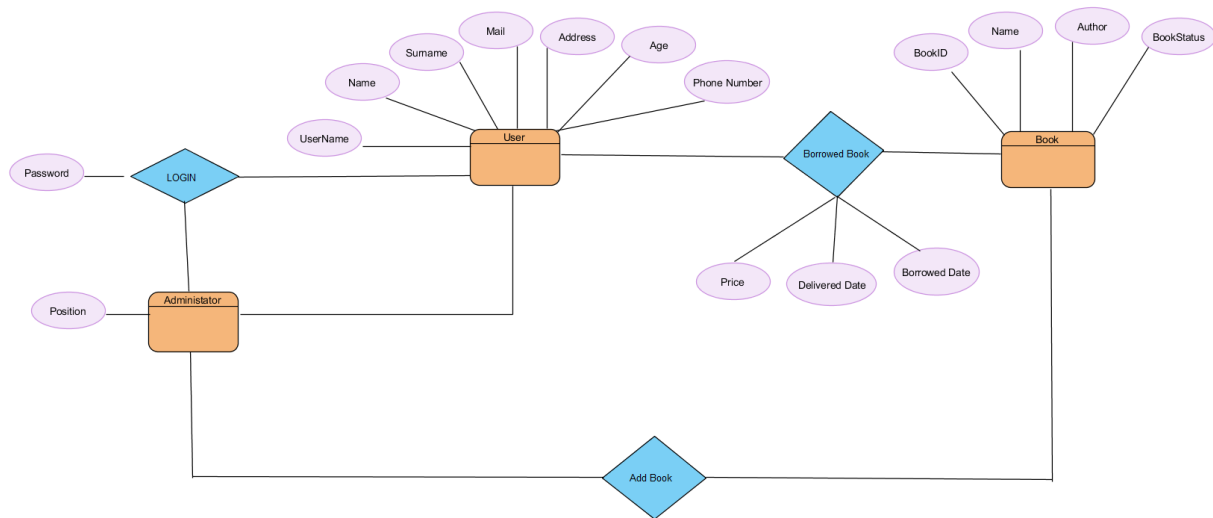 Mail
Address
Surname
Age
Name
Phone Number
UserName
User
Name
Author
BookID
BookStatus
Book
Borrowed Book
Password
LOGIN
Price
Delivered Date
Borrowed Date
Administator
Position
Add Book